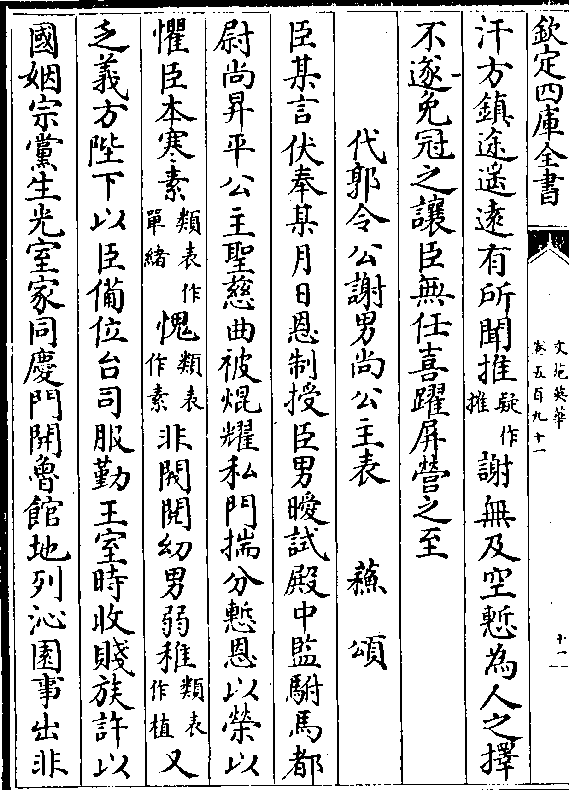 欽定四庫全書
文苑英華
卷五百九十一
十一
汗方鎮途遥逺有所聞推疑作推謝無及空慙為人之擇
不遂免冠之讓臣無任喜躍屏營之至
代郭令公謝男尚公主表 蘓頌
臣某言伏奉某月日恩制授臣男曖試殿中監駙馬都
尉尚昇平公主聖慈曲被焜耀私門揣分慙恩以榮以
懼臣本寒素類表作單緒愧類表作素非閥閱幼男弱稚類表作植又
乏義方陛下以臣備位台司服勤王室時收賤族許以
國姻宗黨生光室家同慶門開魯館地列沁園事出非